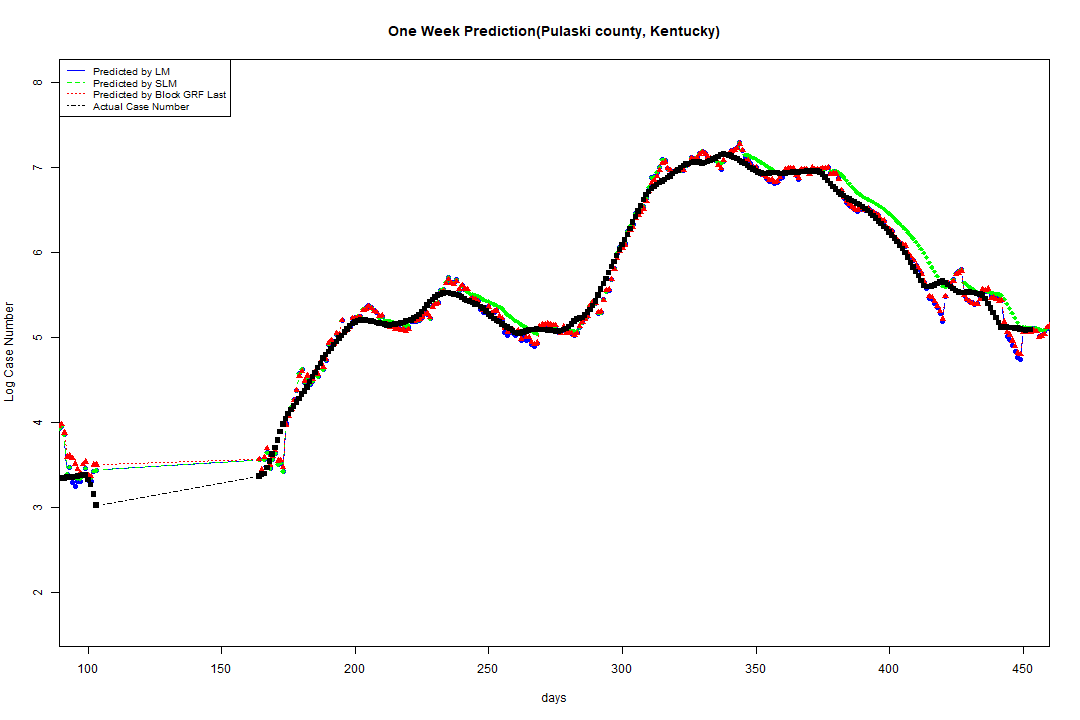 One Week Prediction(Pulaski county, Kentucky)
Predicted by LM
Predicted by SLM
Predicted by Block GRF Last
Actual Case Number
8
7
6
5
4
3
2
Log Case Number
100 150 200 250 300 350 400 450
days